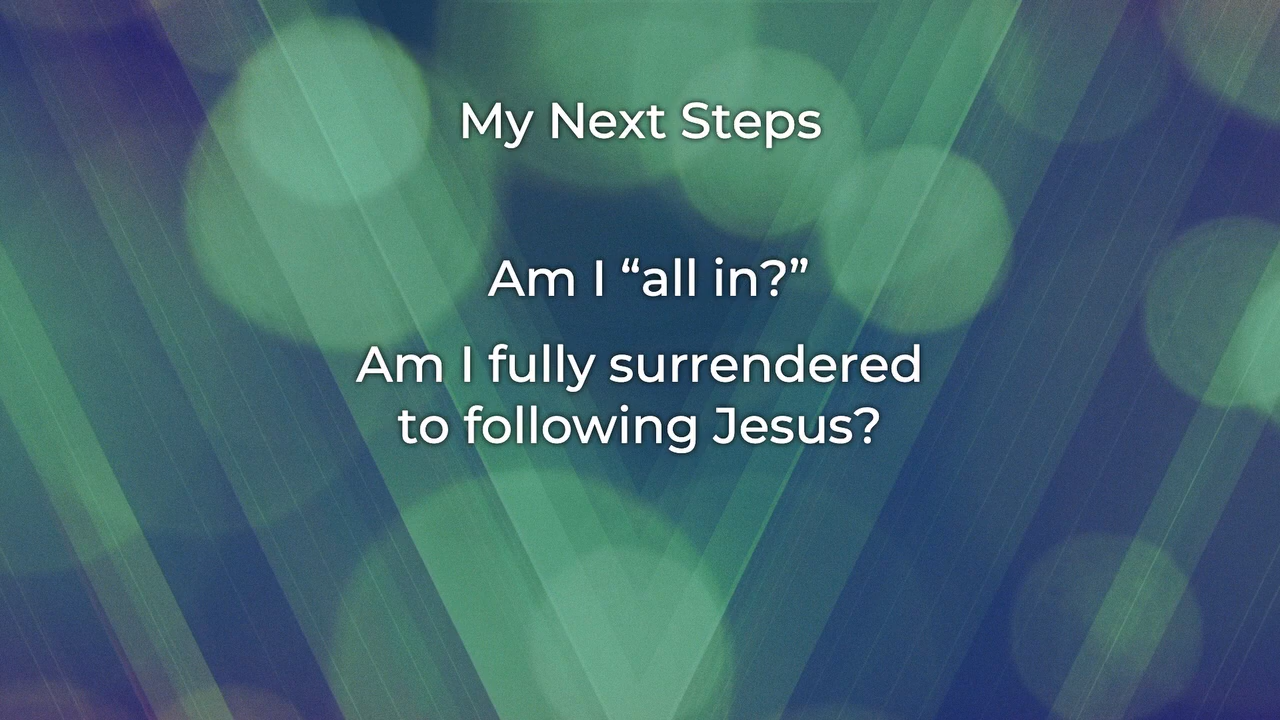 My Next Steps
Am I “all in?”
Am I fully surrendered
to following Jesus?